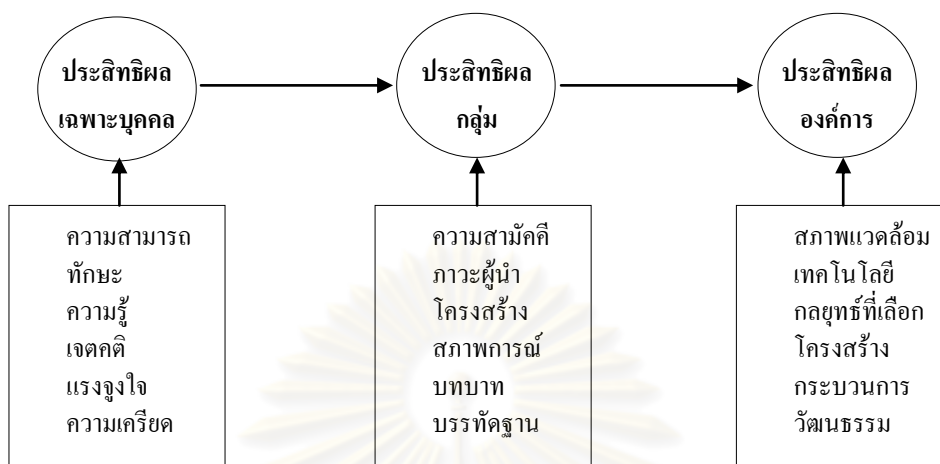 ประสิทธิผล
เฉพาะบุคคล
ประสิทธิผล
กลุ่ม
ประสิทธิผล
องค์การ
ความสามารถ
ทักษะ
ความรู้
เจตคติ
แรงจูงใจ
ความเครียด
ความสามัคคี
ภาวะผู้นำ
โครงสร้าง
สภาพการณ์
บทบาท
บรรทัดฐาน
สภาพแวดล้อม
เทคโนโลยี
กลยุทธ์ที่เลือก
โครงสร้าง
กระบวนการ
วัฒนธรรม